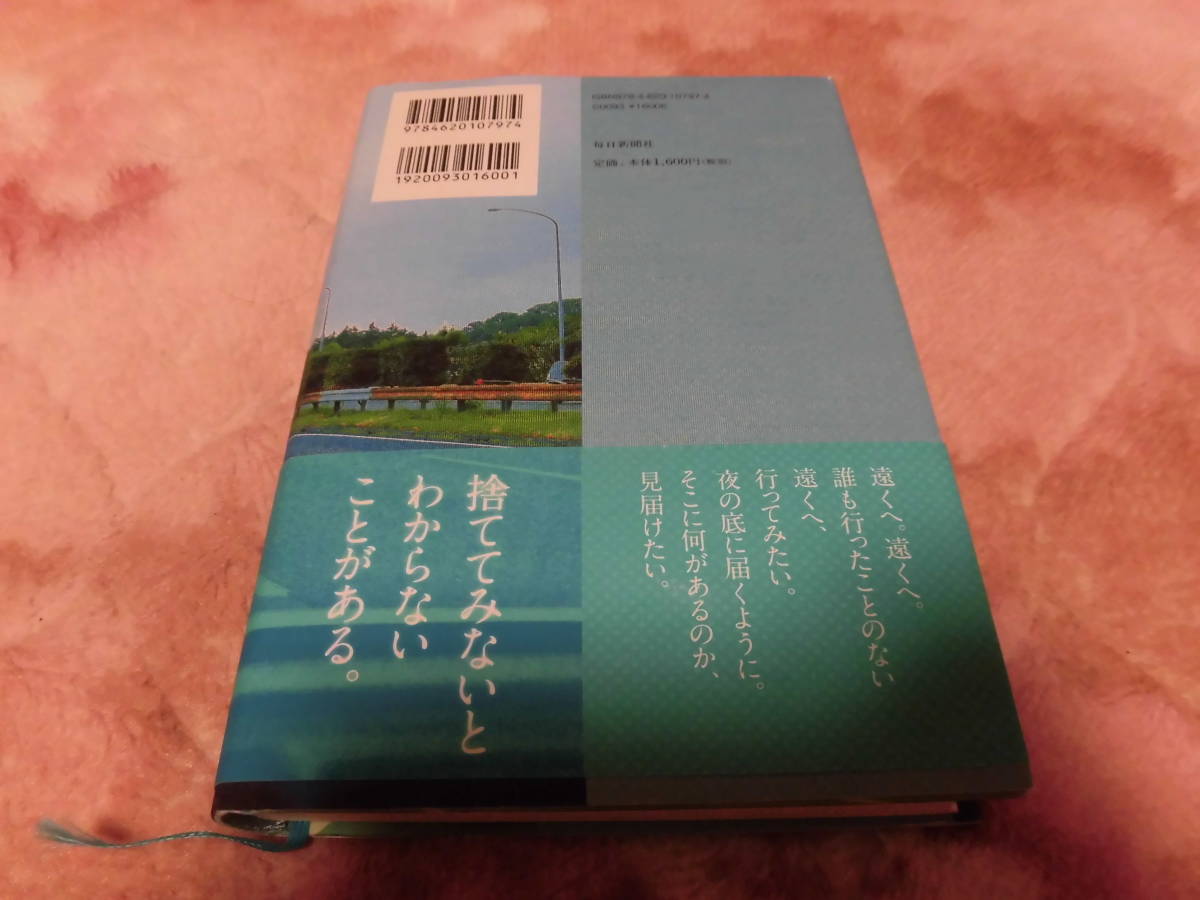 9784620107974
1920093016001
ISBN978-4-620-10797-4
C0093 ¥1600E
毎日新聞社
定価：本体1,600円(税別)
捨ててみないと
わからない
ことがある。
遠くへ。遠くへ。
誰も行ったことのない
遠くへ、
行ってみたい。
夜の底に届くように。
そこに何があるのか、
見届けたい。